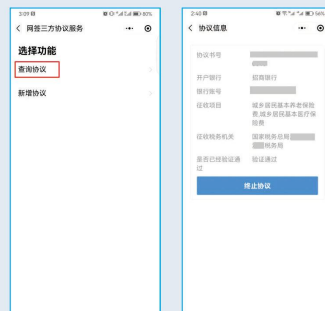 3:09
80%
网签三方协议服务
选择功能
查询协议
新增协议
2:40
56%
协议信息
协议书号
开户银行 招商银行
银行账号
征收项目 城乡居民基本养老保险
费,城乡居民基本医疗保
险费
征收税务机关 国家税务总局
税务局
是否已经验证通 验证通过
过
终止协议